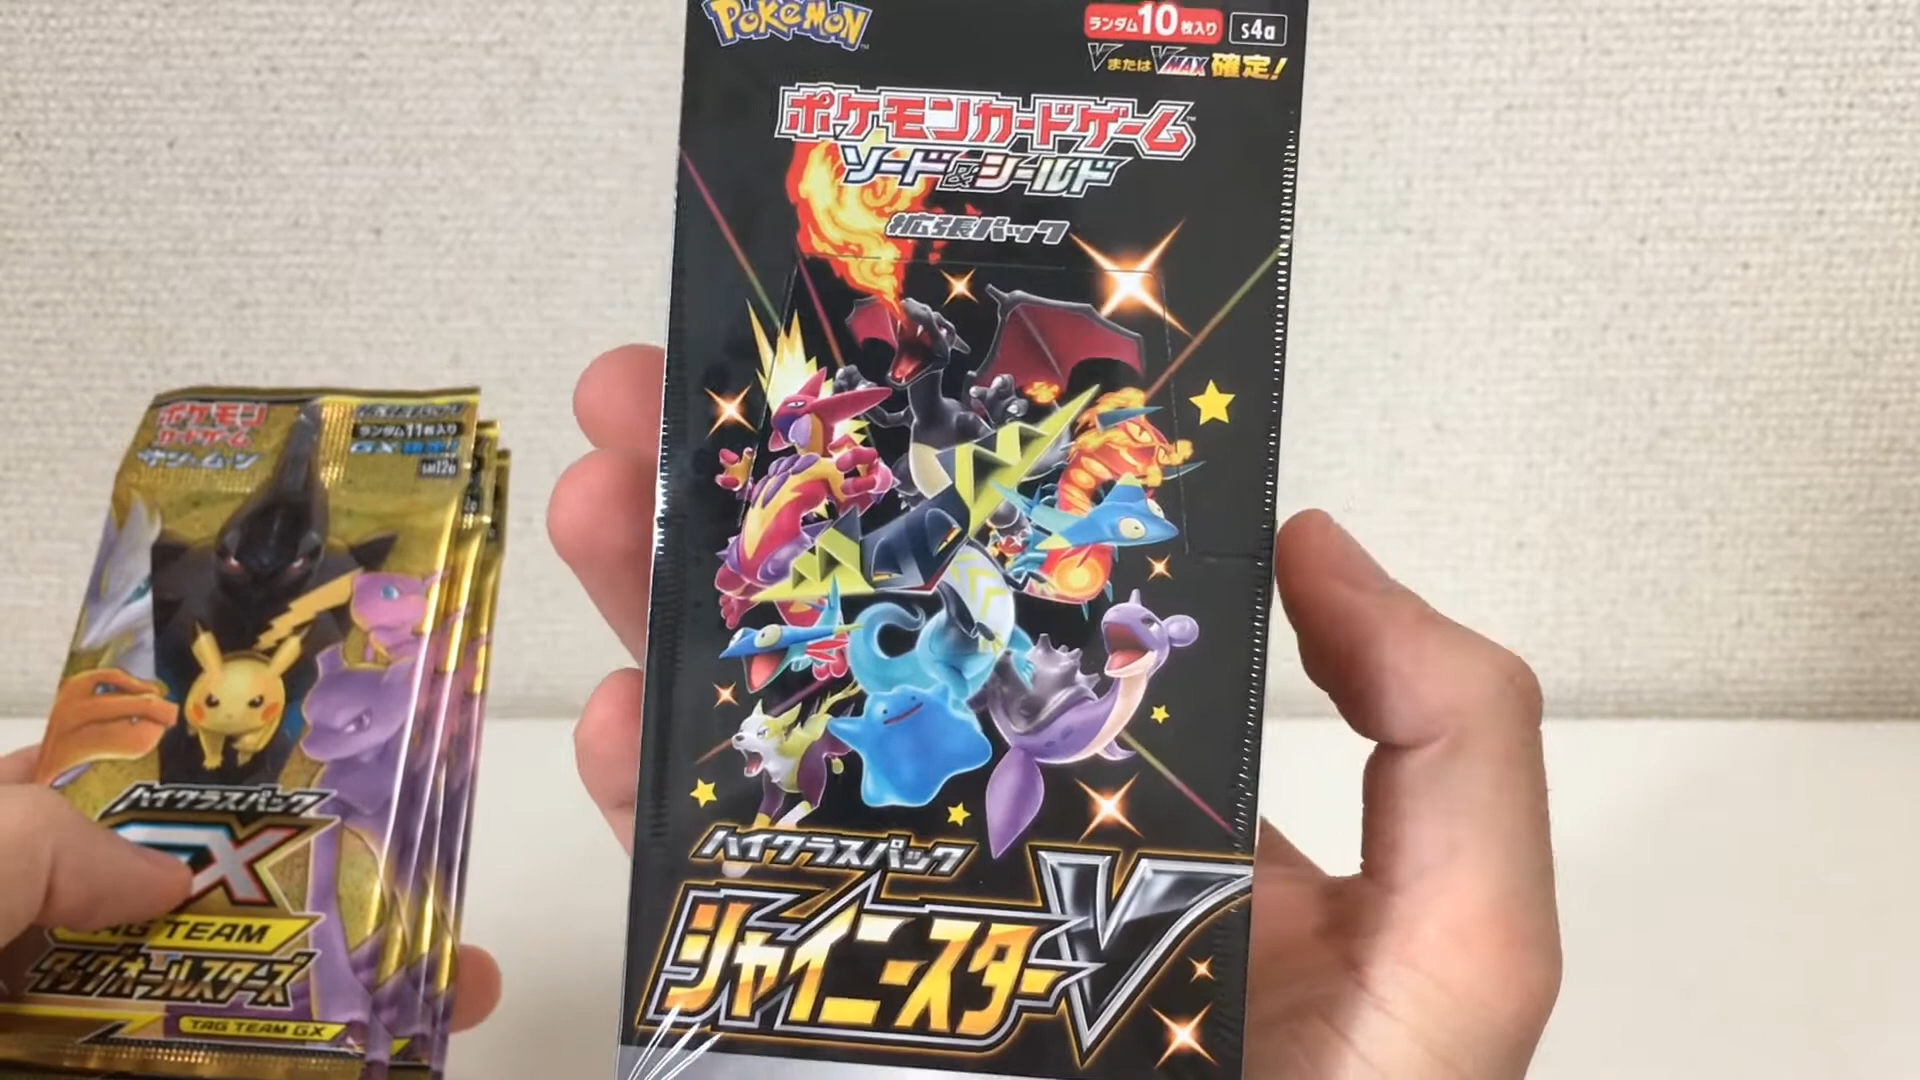 POKéMON
ランダム10枚入り s4a
VまたはVMAX 確定!
ポケモンカードゲーム
ソード&シールド
拡張パック
ハイクラスパック
シャイニースターV
ポケモン
カードゲーム
ランダム11枚入り
SM12a
ハイクラスパック
GX
TAG TEAM
タッグオールスターズ
TAG TEAM GX